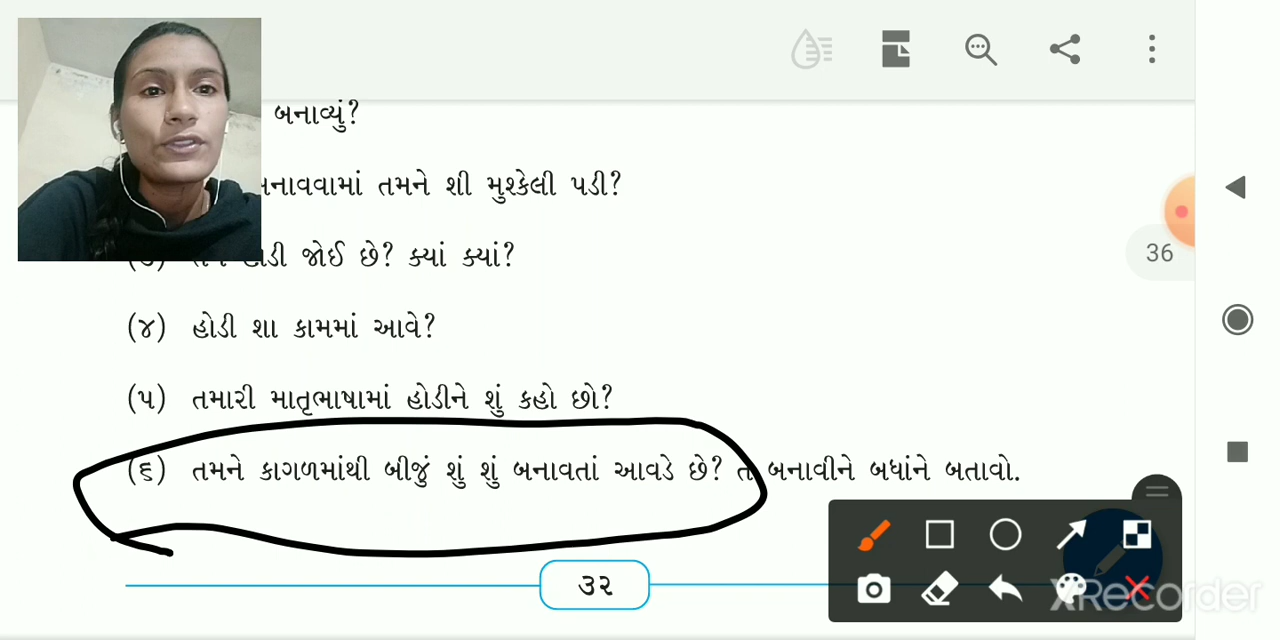 બનાવ્યું?
બનાવવામાં તમને શી મુશ્કેલી પડી?
જોઈ છે? ક્યાં ક્યાં?
36
(૪) હોડી શા કામમાં આવે?
(૫) તમારી માતૃભાષામાં હોડીને શું કહો છો?
(૬) તમને કાગળમાંથી બીજું શું શું બનાવતાં આવડે છે? તે બનાવીને બધાંને બતાવો.
૩૨
XRecorder